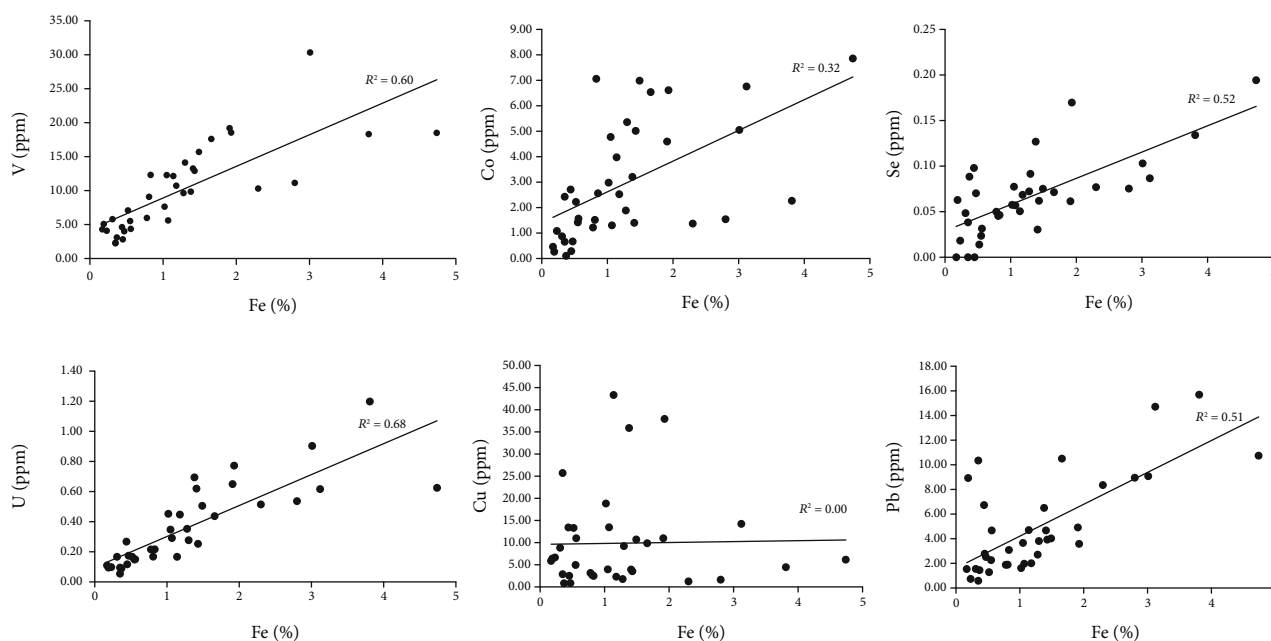 35.00
30.00
25.00
20.00
15.00
10.00
5.00
0.00
V (ppm)
R² = 0.60
0 1 2 3 4 5
Fe (%)
9.00
8.00
7.00
6.00
5.00
4.00
3.00
2.00
1.00
0.00
Co (ppm)
R² = 0.32
0 1 2 3 4 5
Fe (%)
0.25
0.20
0.15
0.10
0.05
0.00
Se (ppm)
R² = 0.52
0 1 2 3 4
Fe (%)
1.40
1.20
1.00
0.80
0.60
0.40
0.20
0.00
U (ppm)
R² = 0.68
0 1 2 3 4 5
Fe (%)
50.00
45.00
40.00
35.00
30.00
25.00
20.00
15.00
10.00
5.00
0.00
Cu (ppm)
R² = 0.00
0 1 2 3 4 5
Fe (%)
18.00
16.00
14.00
12.00
10.00
8.00
6.00
4.00
2.00
0.00
Pb (ppm)
R² = 0.51
0 1 2 3 4
Fe (%)